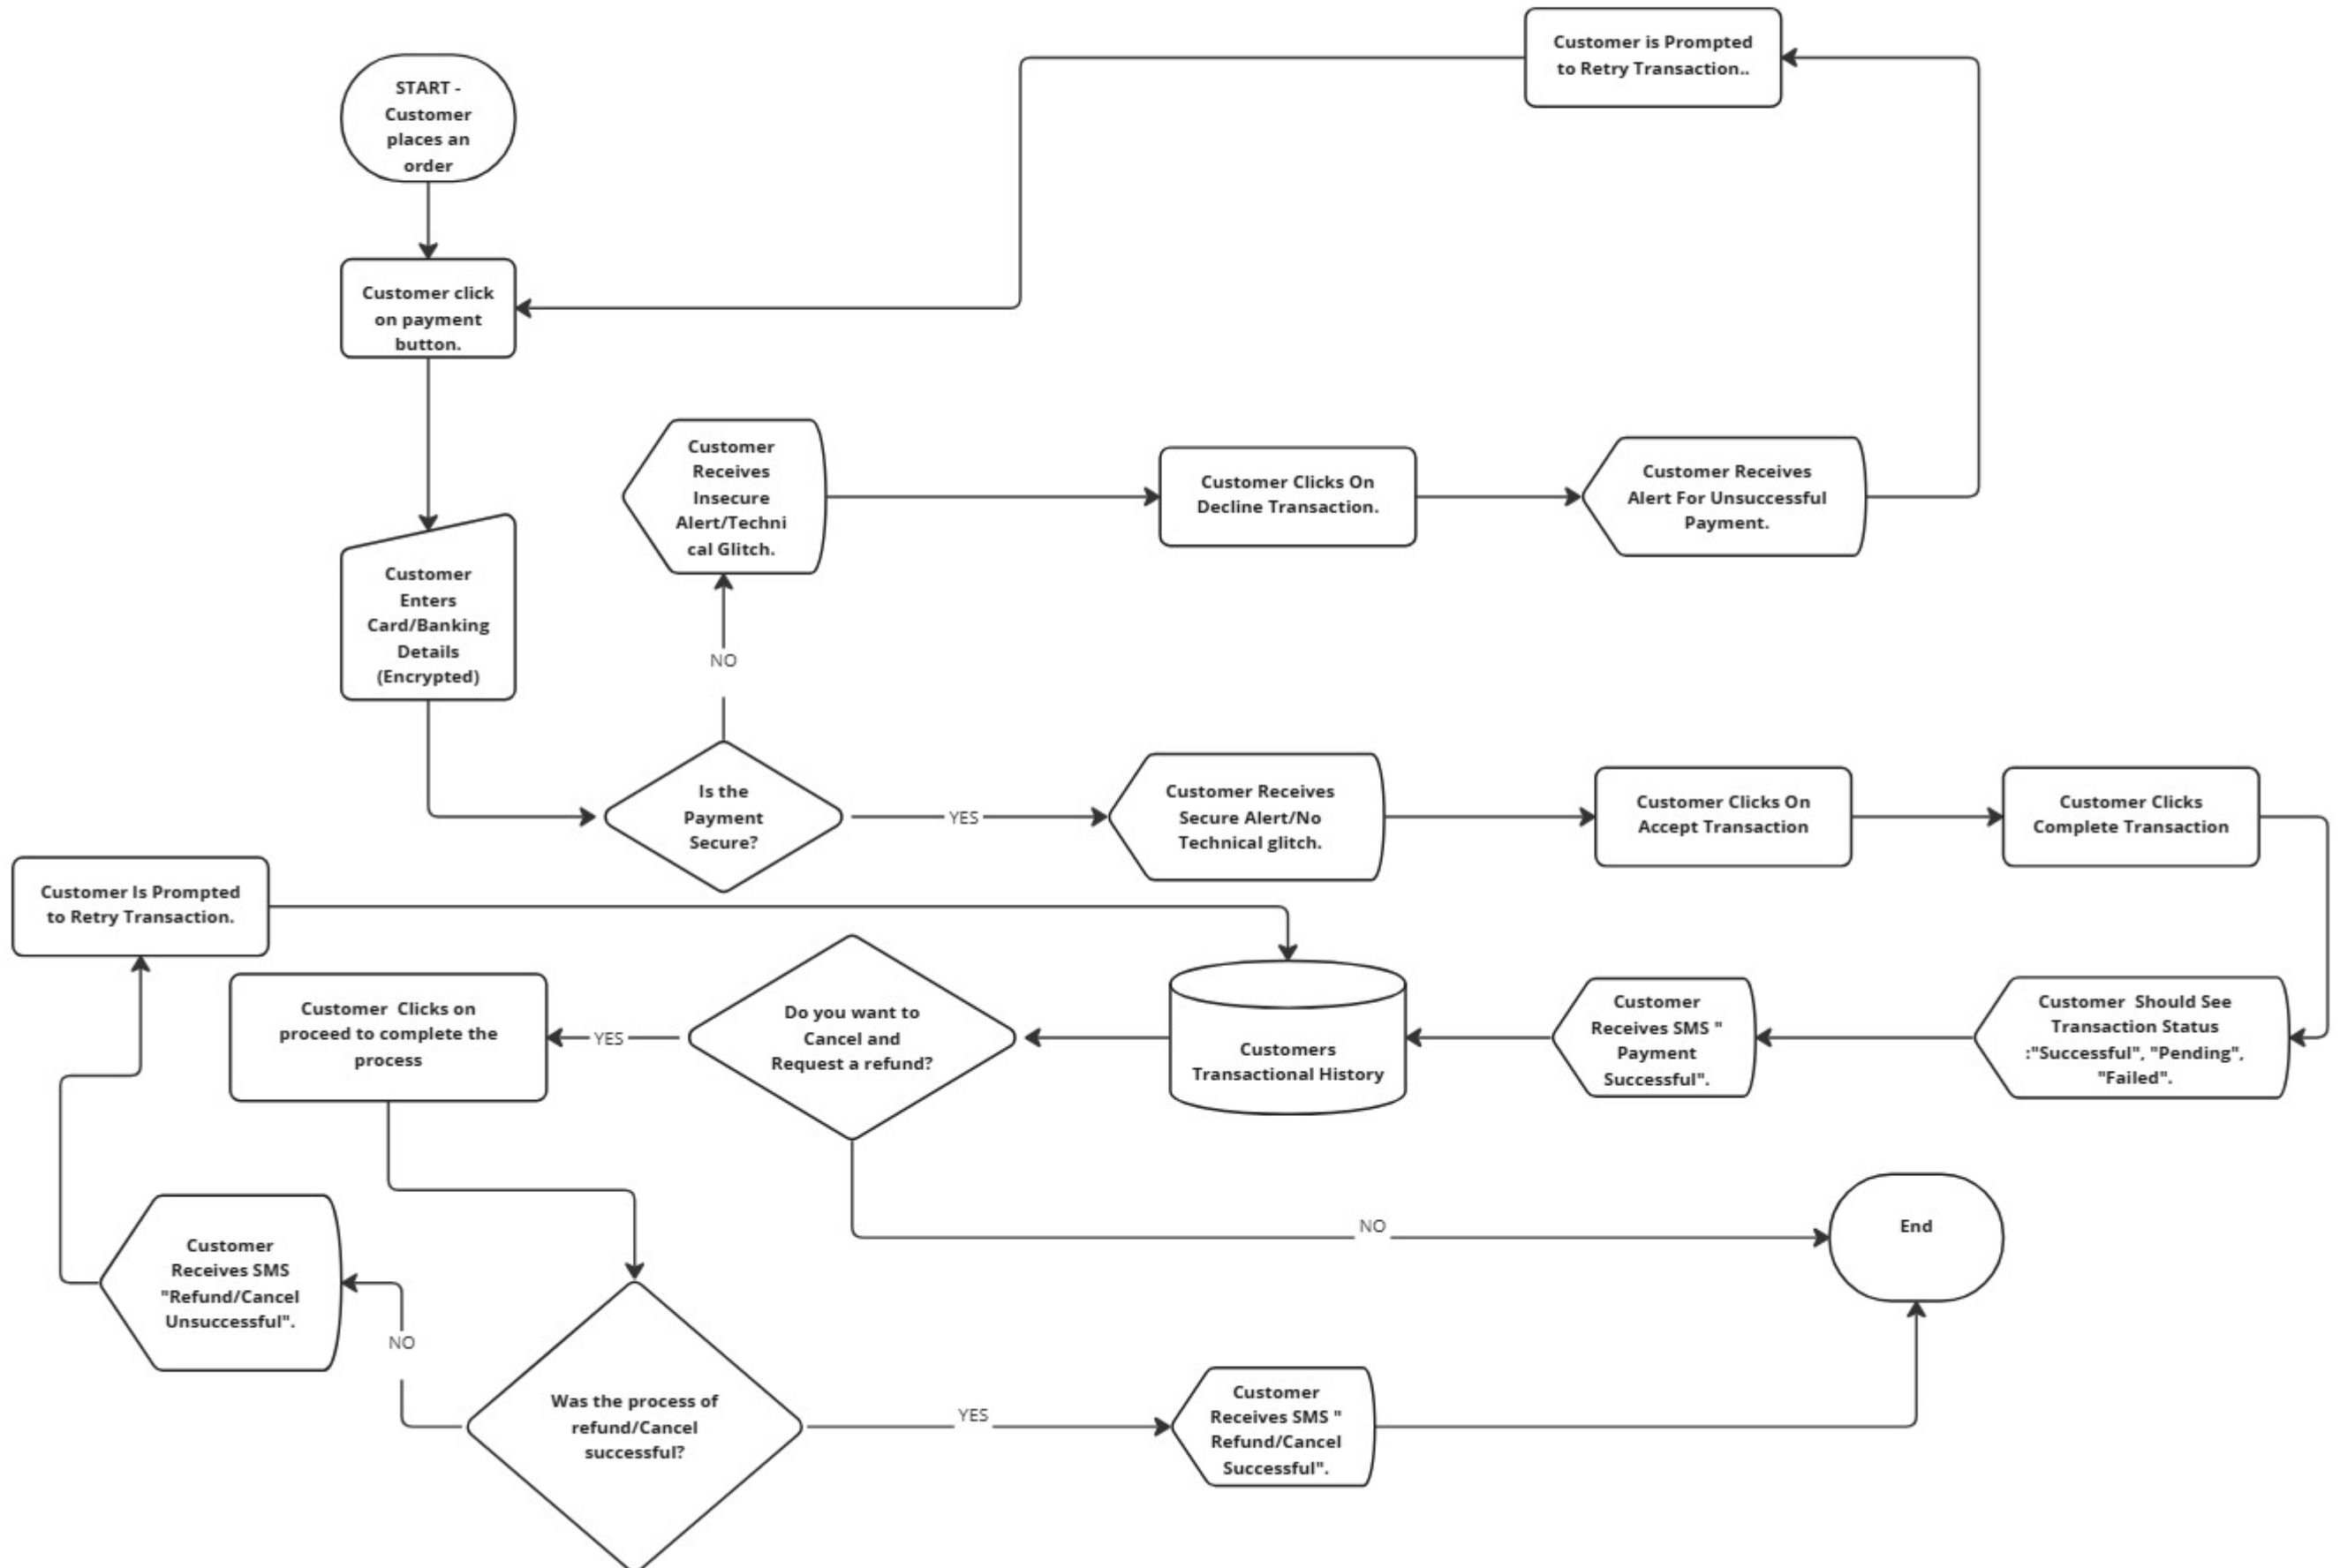 START -
Customer
places an
order
Customer is Prompted
to Retry Transaction..
Customer click
on payment
button.
Customer
Receives
Insecure
Alert/Techni
cal Glitch.
Customer Clicks On
Decline Transaction.
Customer Receives
Alert For Unsuccessful
Payment.
Customer
Enters
Card/Banking
Details
(Encrypted)
NO
Is the
Payment
Secure?
YES
Customer Receives
Secure Alert/No
Technical glitch.
Customer Clicks On
Accept Transaction
Customer Clicks
Complete Transaction
Customer Is Prompted
to Retry Transaction.
Customer  Clicks on
proceed to complete the
process
YES
Do you want to
Cancel and
Request a refund?
Customers
Transactional History
Customer
Receives SMS "
Payment
Successful".
Customer  Should See
Transaction Status
:"Successful", "Pending",
"Failed".
NO
End
Customer
Receives SMS
"Refund/Cancel
Unsuccessful".
NO
Was the process of
refund/Cancel
successful?
YES
Customer
Receives SMS "
Refund/Cancel
Successful".